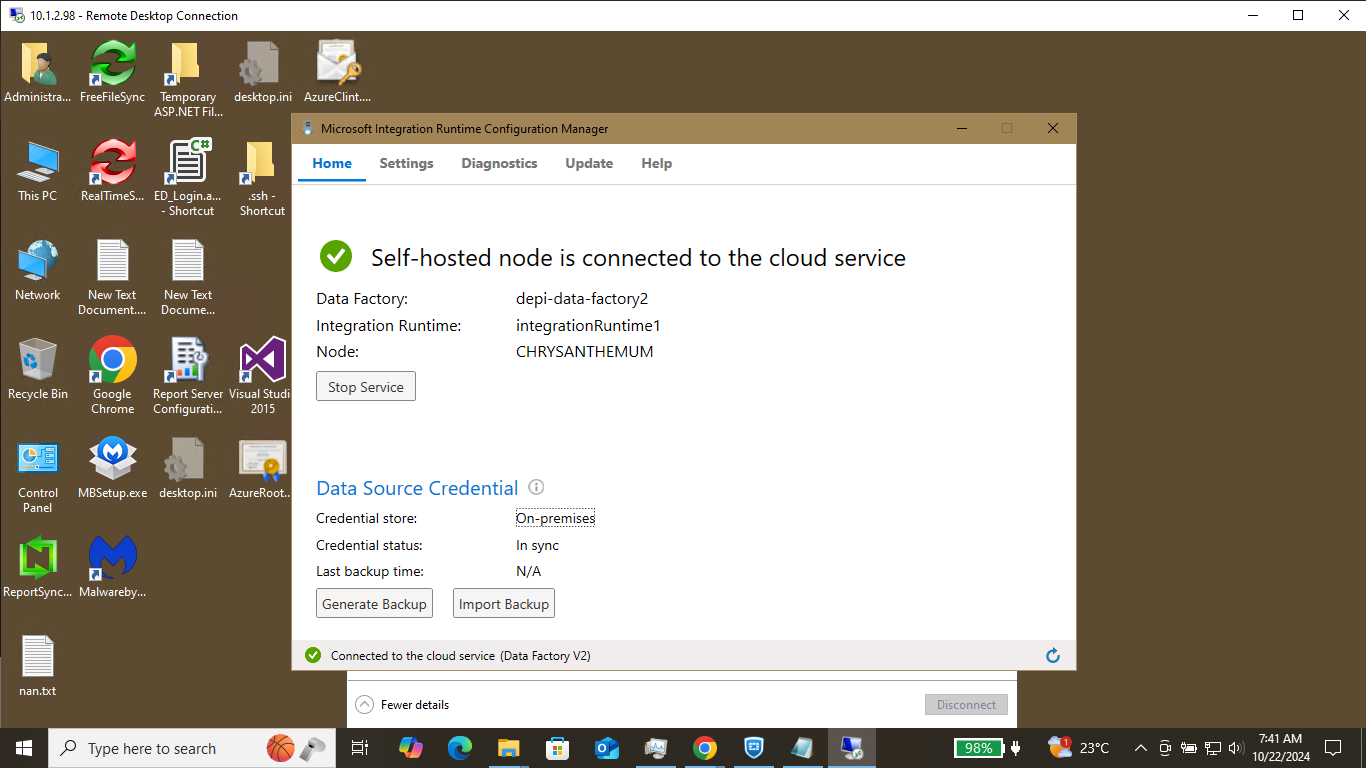 10.1.2.98 - Remote Desktop Connection
Administra...
FreeFileSync
Temporary
ASP.NET Fil...
desktop.ini
AzureClint....
This PC
RealTimeS...
ED_Login.a...
- Shortcut
.ssh -
Shortcut
Network
New Text
Document....
New Text
Docume...
Recycle Bin
Google
Chrome
Report Server
Configurati...
Visual Studi
2015
Control
Panel
MBSetup.exe
desktop.ini
AzureRoot...
ReportSync...
Malwareby...
nan.txt
Microsoft Integration Runtime Configuration Manager
Home Settings Diagnostics Update Help
Self-hosted node is connected to the cloud service
Data Factory: depi-data-factory2
Integration Runtime: integrationRuntime1
Node: CHRYSANTHEMUM
Stop Service
Data Source Credential
Credential store: On-premises
Credential status: In sync
Last backup time: N/A
Generate Backup Import Backup
Connected to the cloud service (Data Factory V2)
Fewer details Disconnect
Type here to search
98%
1
23°C
7:41 AM
10/22/2024